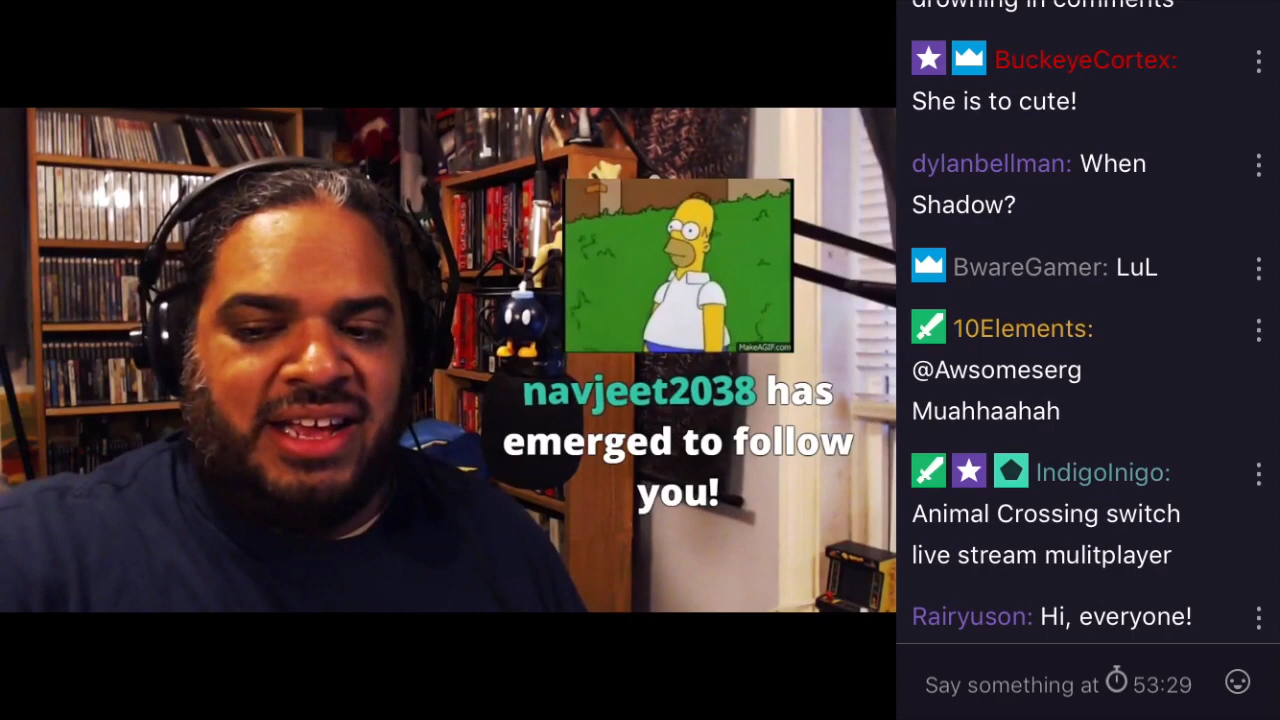 drowning in comments
BuckeyeCortex:
She is to cute!
dylanbellman: When
Shadow?
BwareGamer: LuL
10Elements:
@Awsomeserg
Muahhaahah
IndigoInigo:
Animal Crossing switch
live stream mulitplayer
Rairyuson: Hi, everyone!
Say something at 53:29
GENESIS
GENESIS
MakeAGIF.com
navjeet2038 has
emerged to follow
you!